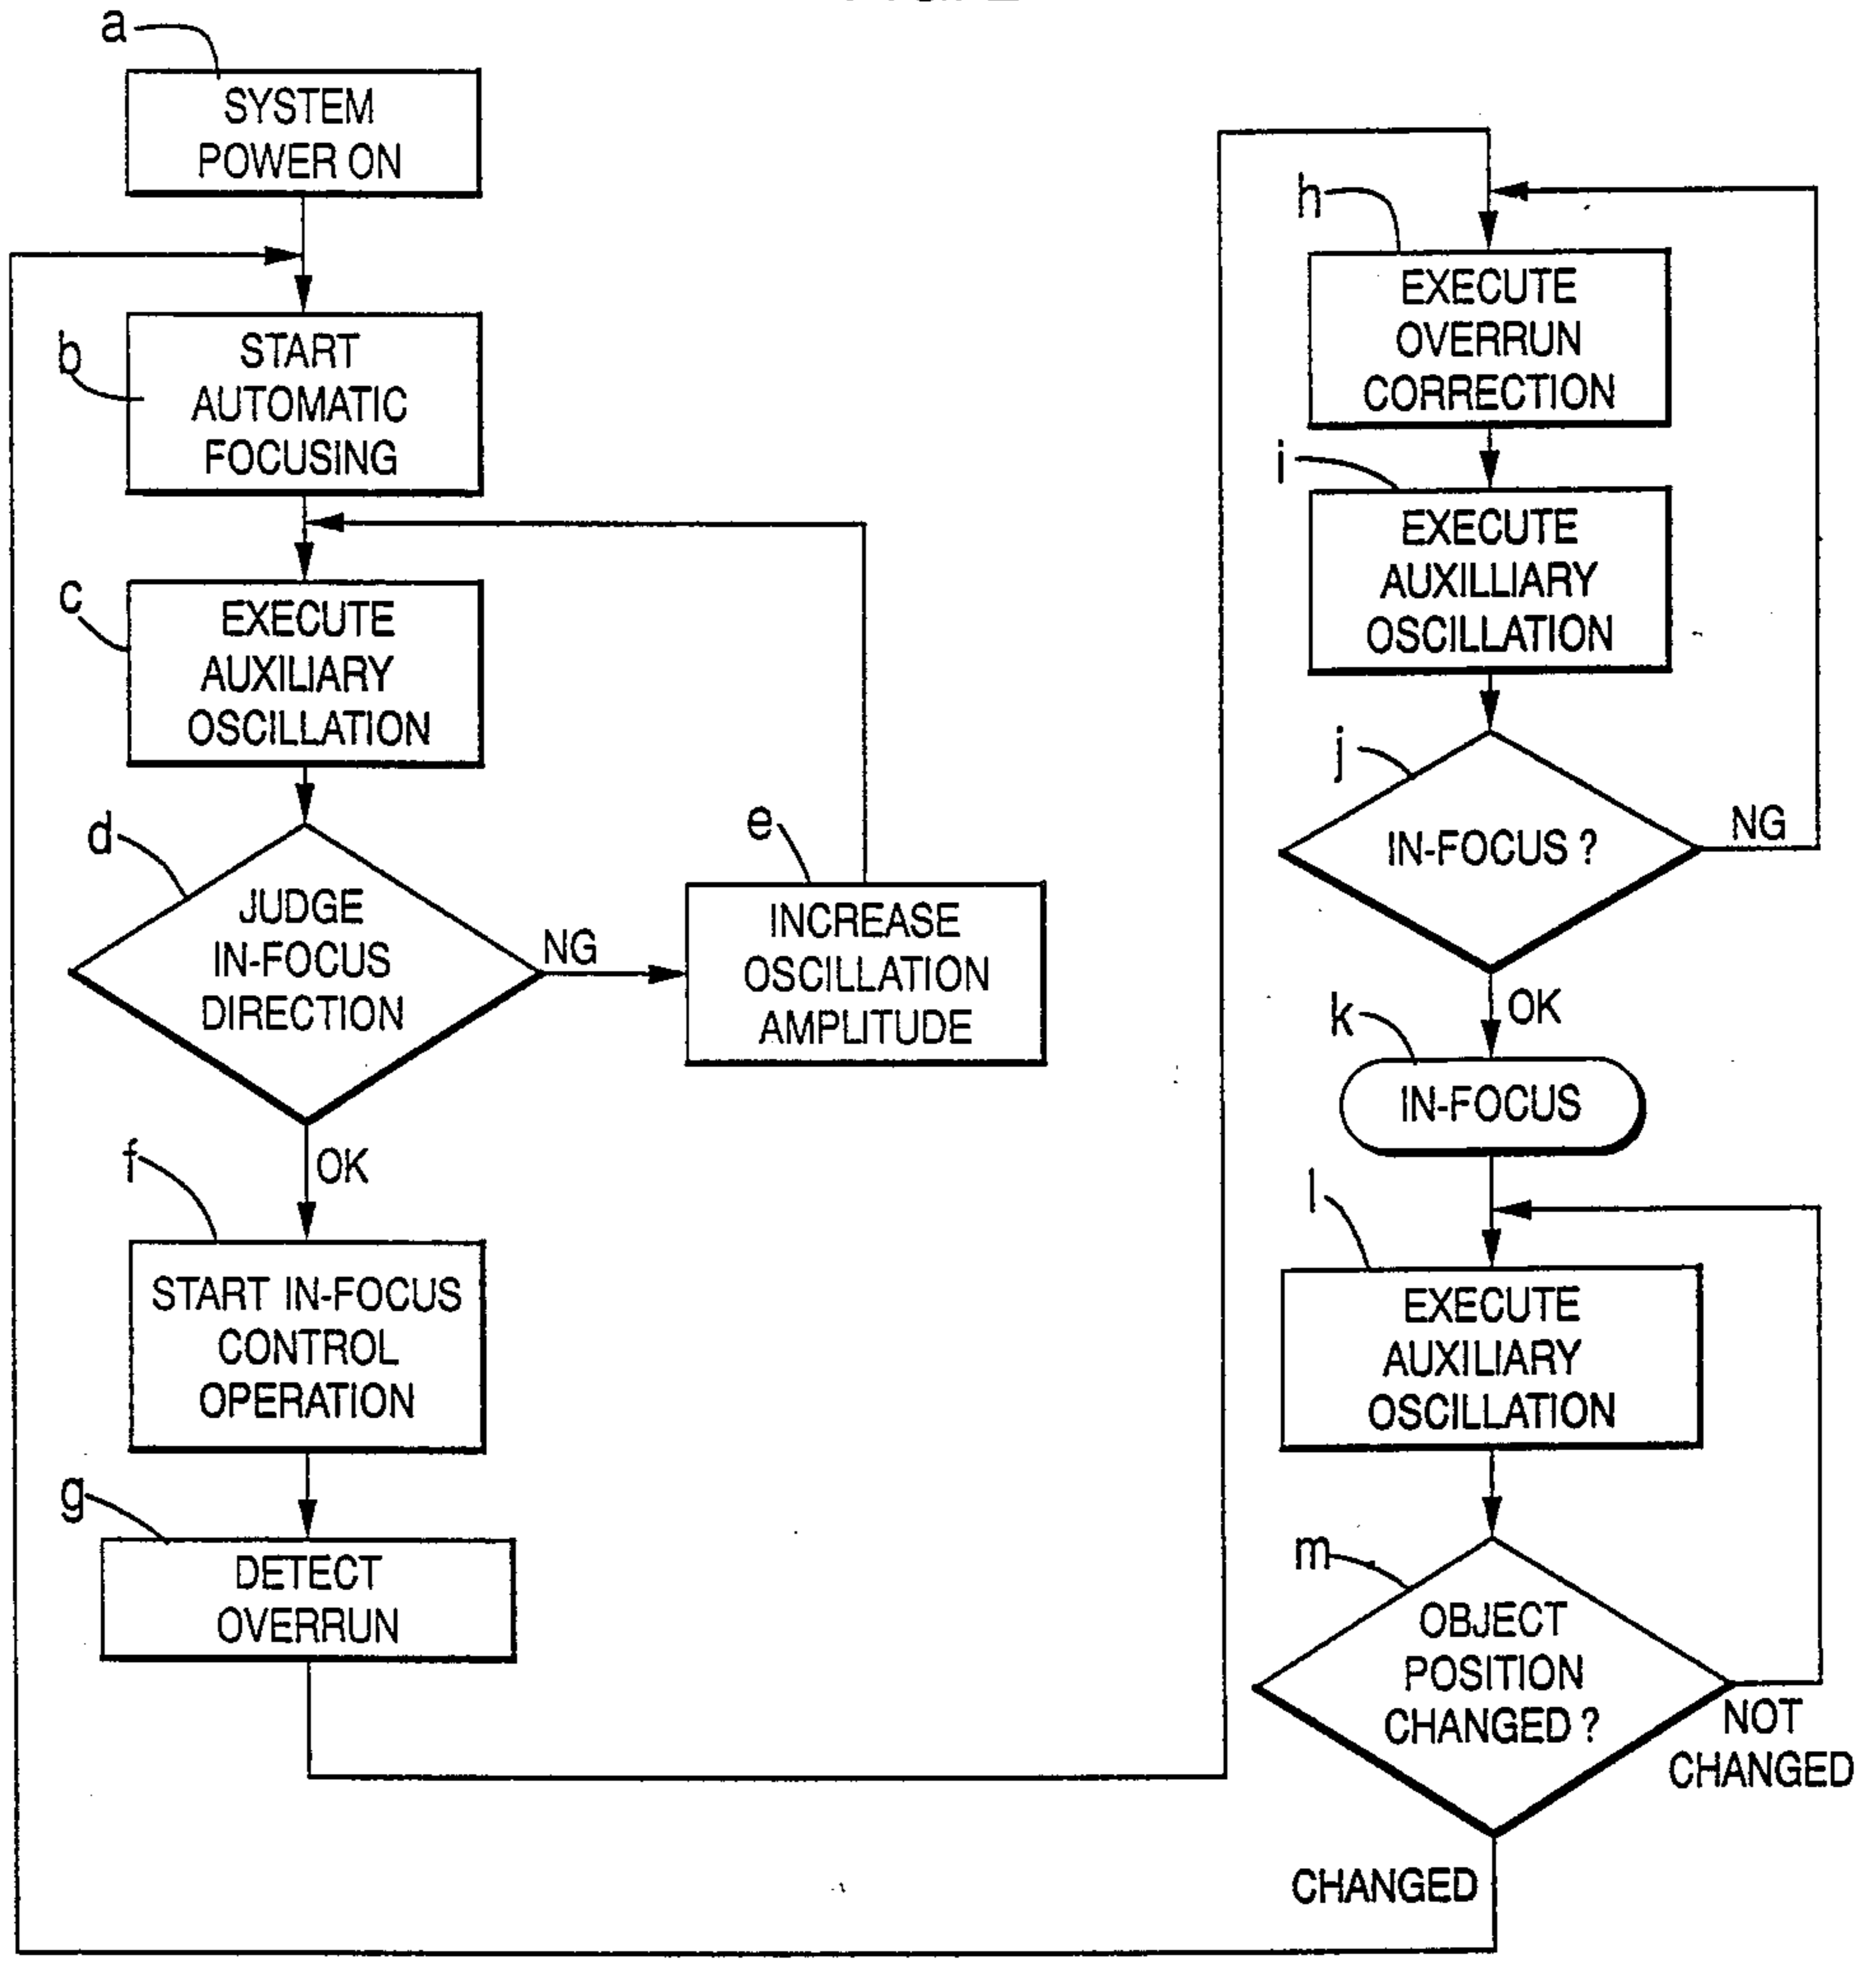 a
SYSTEM
POWER ON
b
START
AUTOMATIC
FOCUSING
c
EXECUTE
AUXILIARY
OSCILLATION
d
JUDGE
IN-FOCUS
DIRECTION
NG
e
INCREASE
OSCILLATION
AMPLITUDE
OK
f
START IN-FOCUS
CONTROL
OPERATION
g
DETECT
OVERRUN
h
EXECUTE
OVERRUN
CORRECTION
i
EXECUTE
AUXILLIARY
OSCILLATION
j
IN-FOCUS ?
NG
OK
k
IN-FOCUS
l
EXECUTE
AUXILIARY
OSCILLATION
m
OBJECT
POSITION
CHANGED ?
NOT
CHANGED
CHANGED